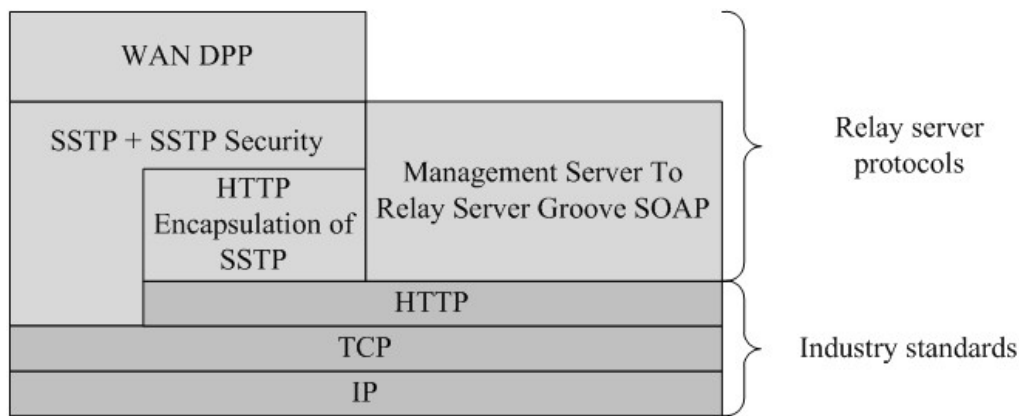 WAN DPP
SSTP + SSTP Security
HTTP
Encapsulation of
SSTP
Management Server To
Relay Server Groove SOAP
Relay server
protocols
HTTP
TCP
IP
Industry standards